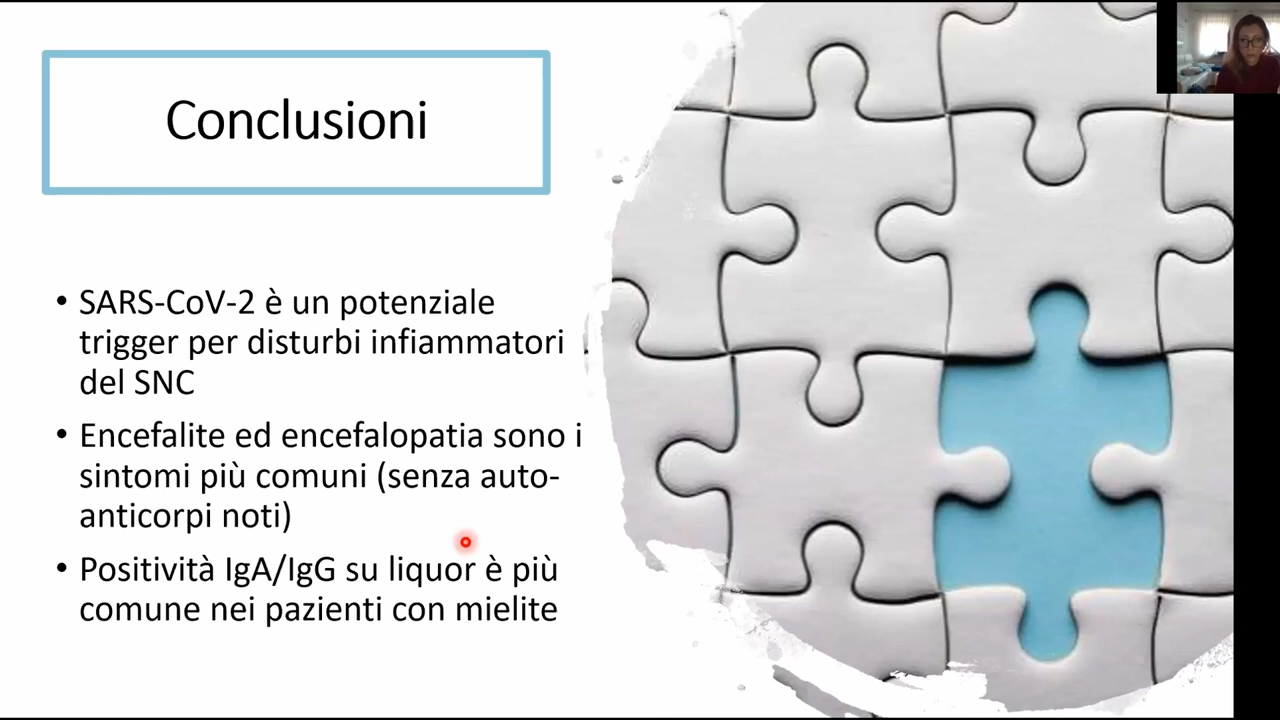 Conclusioni
• SARS-CoV-2 è un potenziale
trigger per disturbi infiammatori
del SNC
• Encefalite ed encefalopatia sono i
sintomi più comuni (senza auto-
anticorpi noti)
• Positività IgA/IgG su liquor è più
comune nei pazienti con mielite